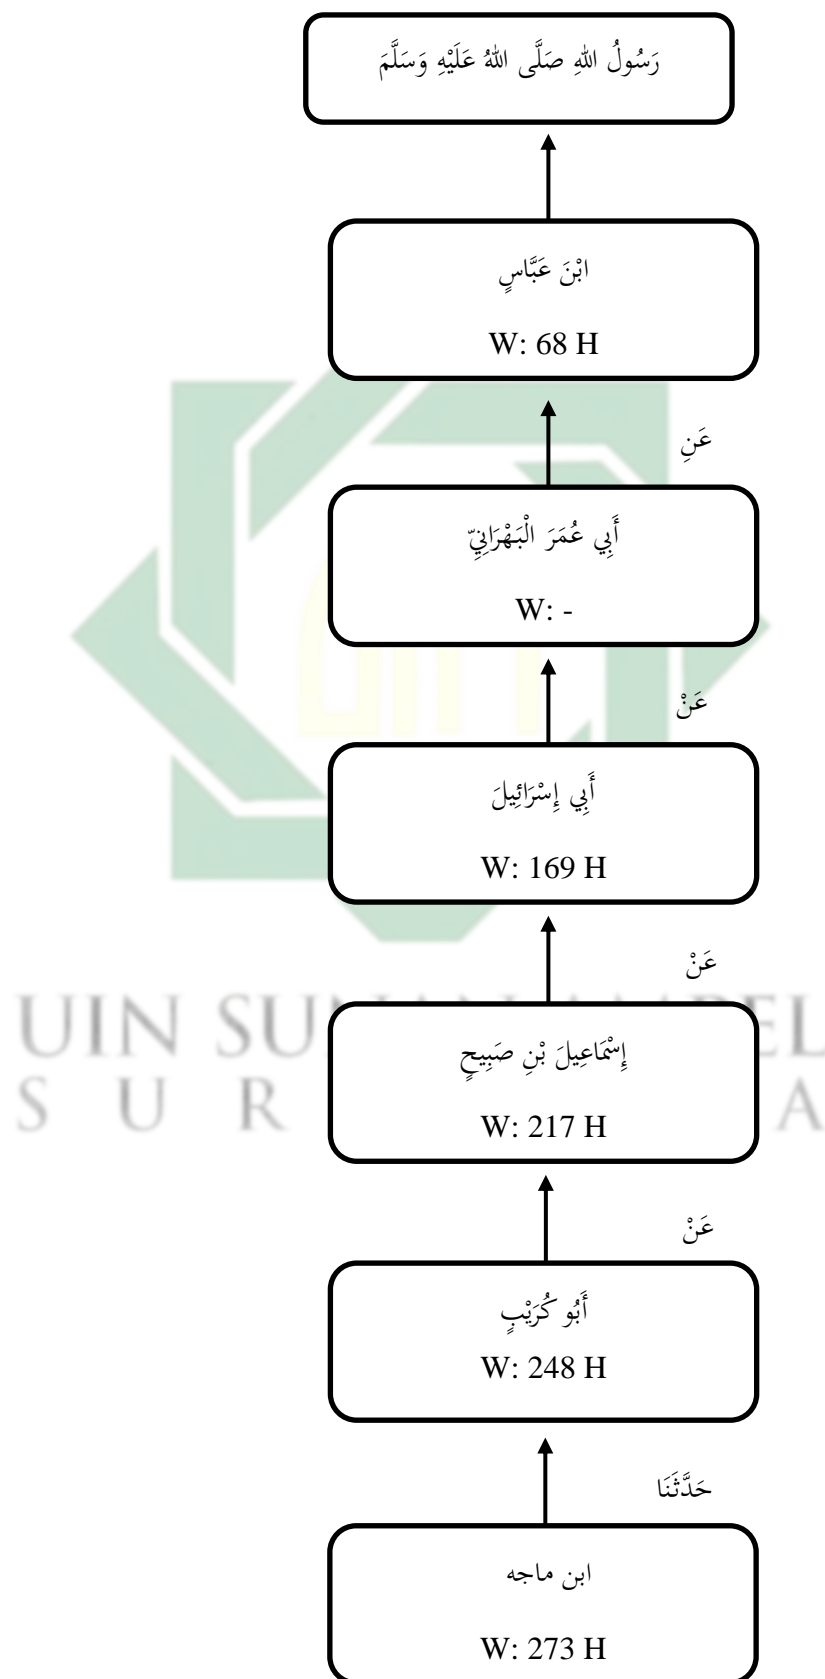 رَسُولُ اللهِ صَلَّى اللهُ عَلَيْهِ وَسَلَّمَ
ابْنَ عَبَّاسٍ
W: 68 H
عَنِ
أَبِي عُمَرَ الْبَهْرَانِيِّ
W: -
عَنْ
أَبِي إِسْرَائِيلَ
W: 169 H
عَنْ
إِسْمَاعِيلَ بْنِ صَبِيحٍ
W: 217 H
عَنْ
أَبُو كُرَيْبٍ
W: 248 H
حَدَّثَنَا
ابن ماجه
W: 273 H